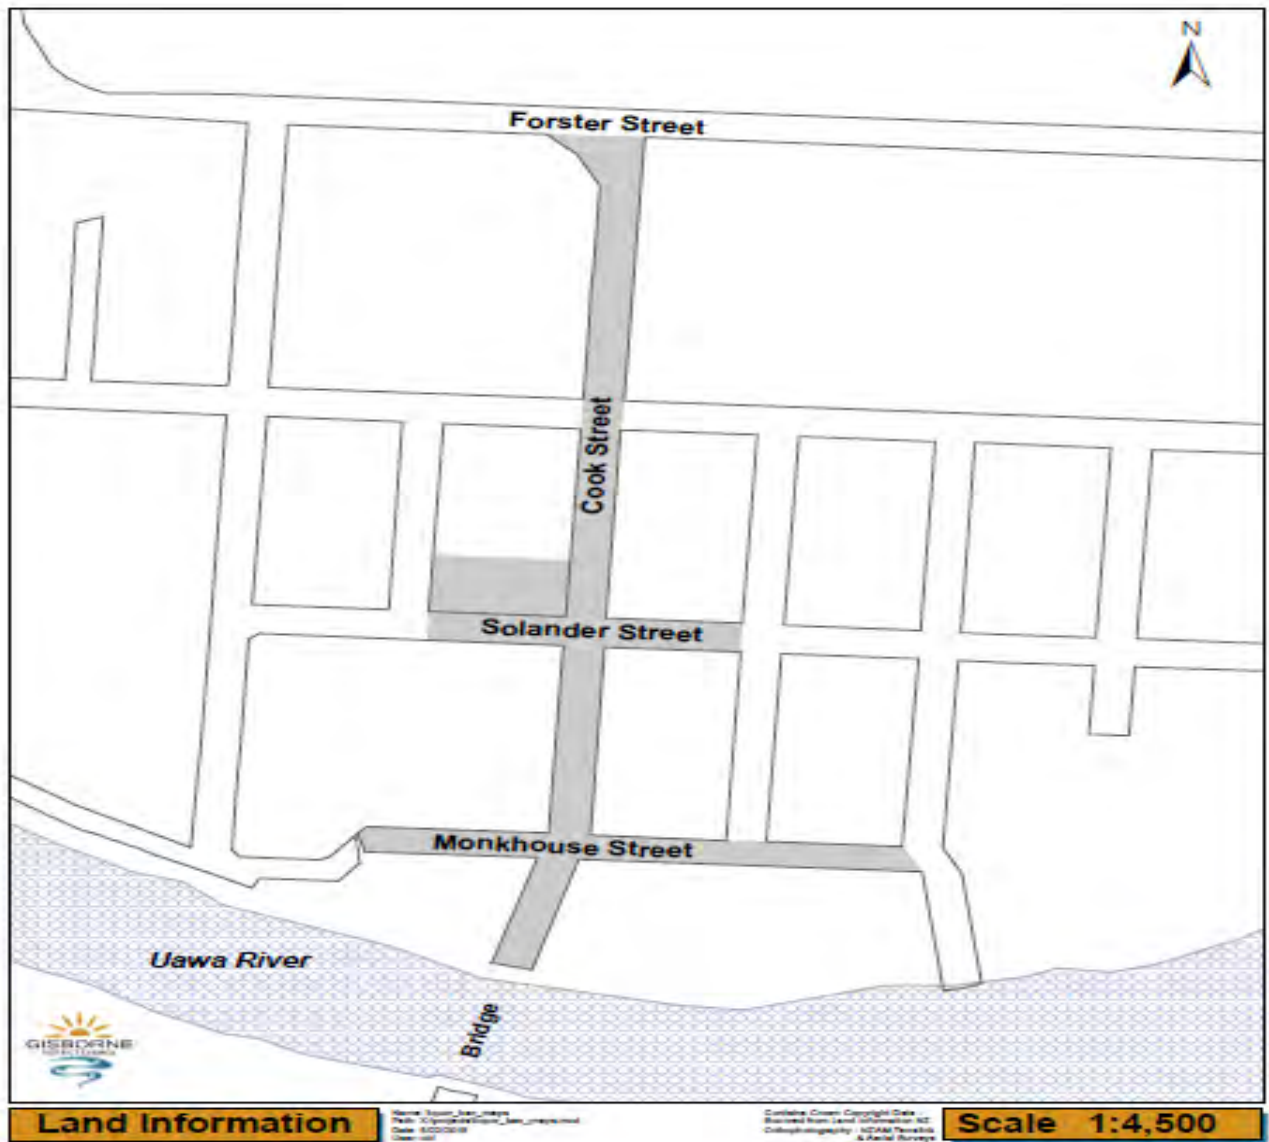 N
Forster Street
Cook Street
Solander Street
Monkhouse Street
Uawa River
Bridge
GISBORNE
Land Information
Scale 1:4,500